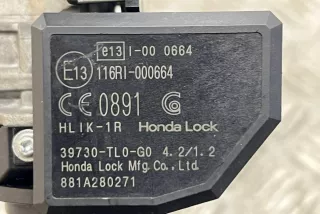 e13 I-00 0664
E13 116RI-000664
CE 0891
HLIK-1R Honda Lock
39730-TL0-G0 4.2/1.2
Honda Lock Mfg.Co.,Ltd.
881A280271